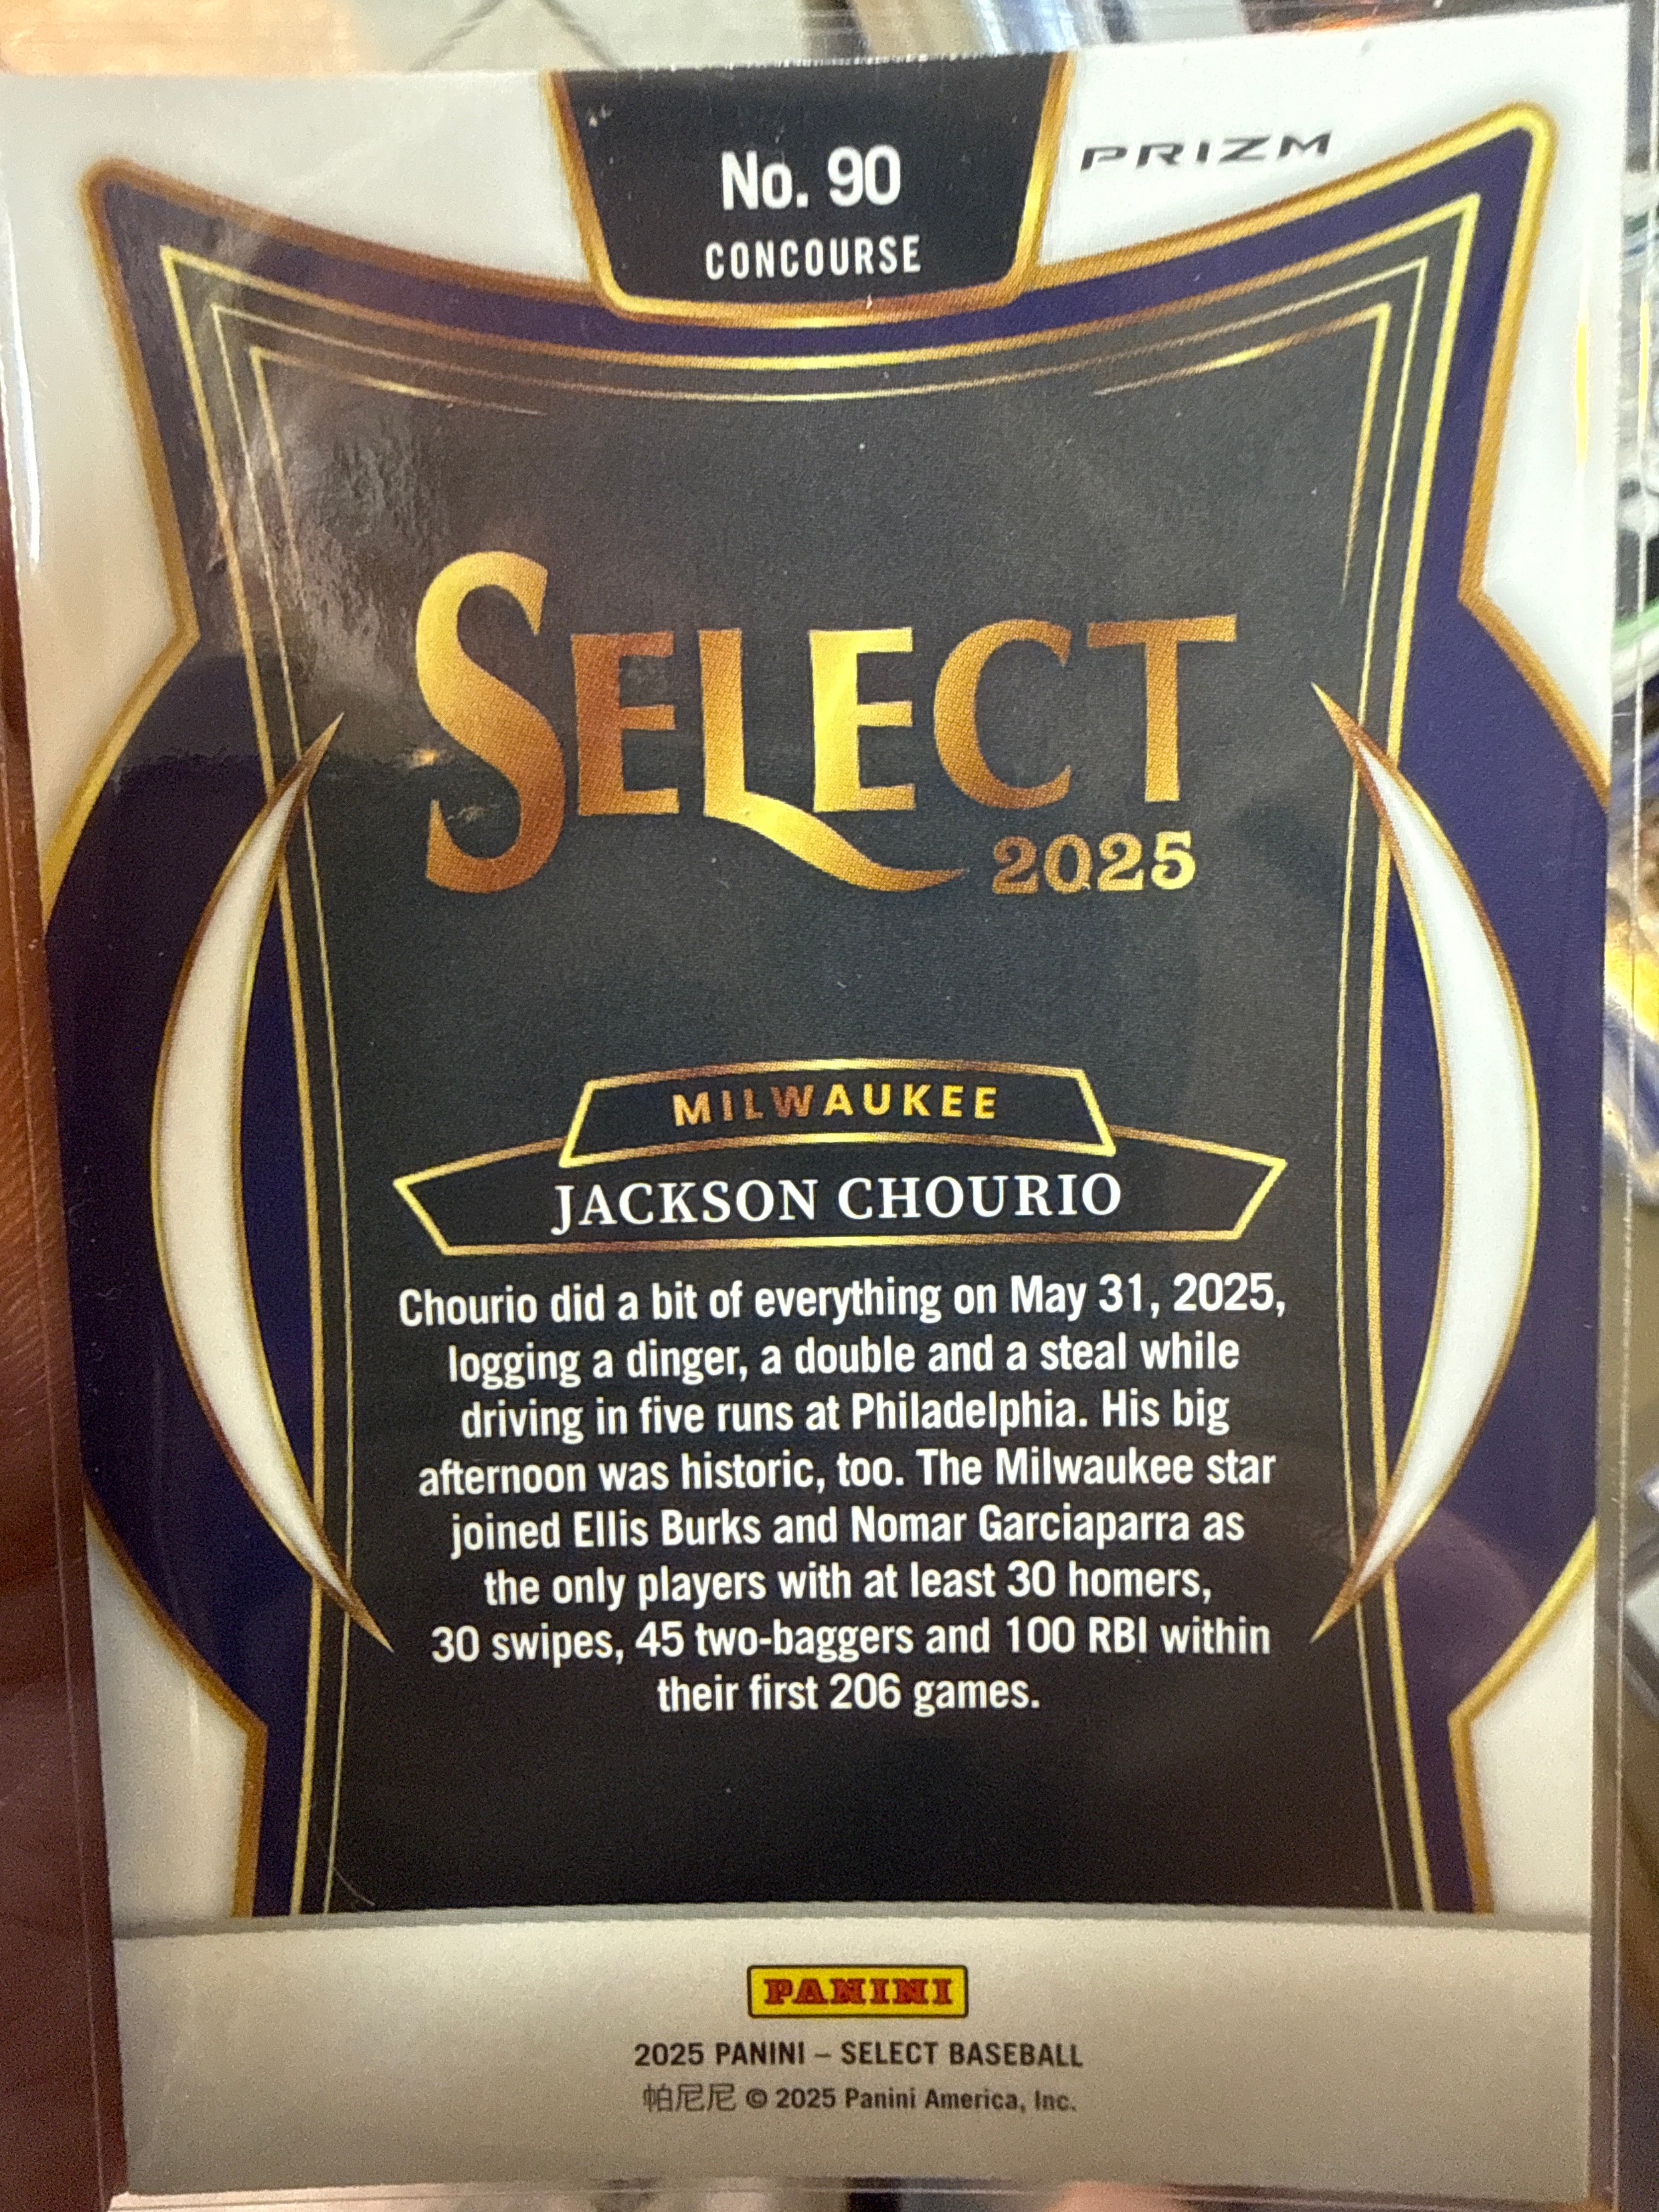 No. 90
PRIZM
CONCOURSE
SELECT
2025
MILWAUKEE
JACKSON CHOURIO
Chourio did a bit of everything on May 31, 2025,
logging a dinger, a double and a steal while
driving in five runs at Philadelphia. His big
afternoon was historic, too. The Milwaukee star
joined Ellis Burks and Nomar Garciaparra as
the only players with at least 30 homers,
30 swipes, 45 two-baggers and 100 RBI within
their first 206 games.
PANINI
2025 PANINI – SELECT BASEBALL
帕尼尼 © 2025 Panini America, Inc.